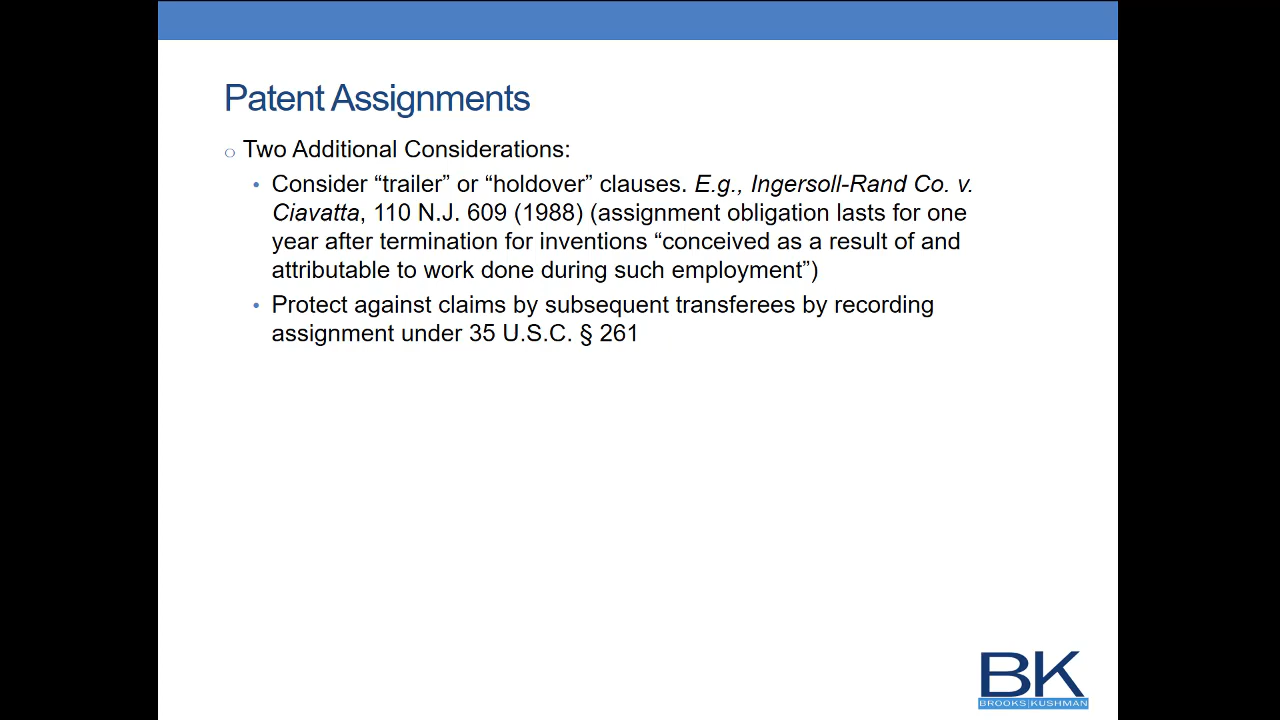 Patent Assignments
○ Two Additional Considerations:
• Consider “trailer” or “holdover” clauses. E.g., Ingersoll-Rand Co. v.
Ciavatta, 110 N.J. 609 (1988) (assignment obligation lasts for one
year after termination for inventions “conceived as a result of and
attributable to work done during such employment”)
• Protect against claims by subsequent transferees by recording
assignment under 35 U.S.C. § 261
BK
BROOKS|KUSHMAN